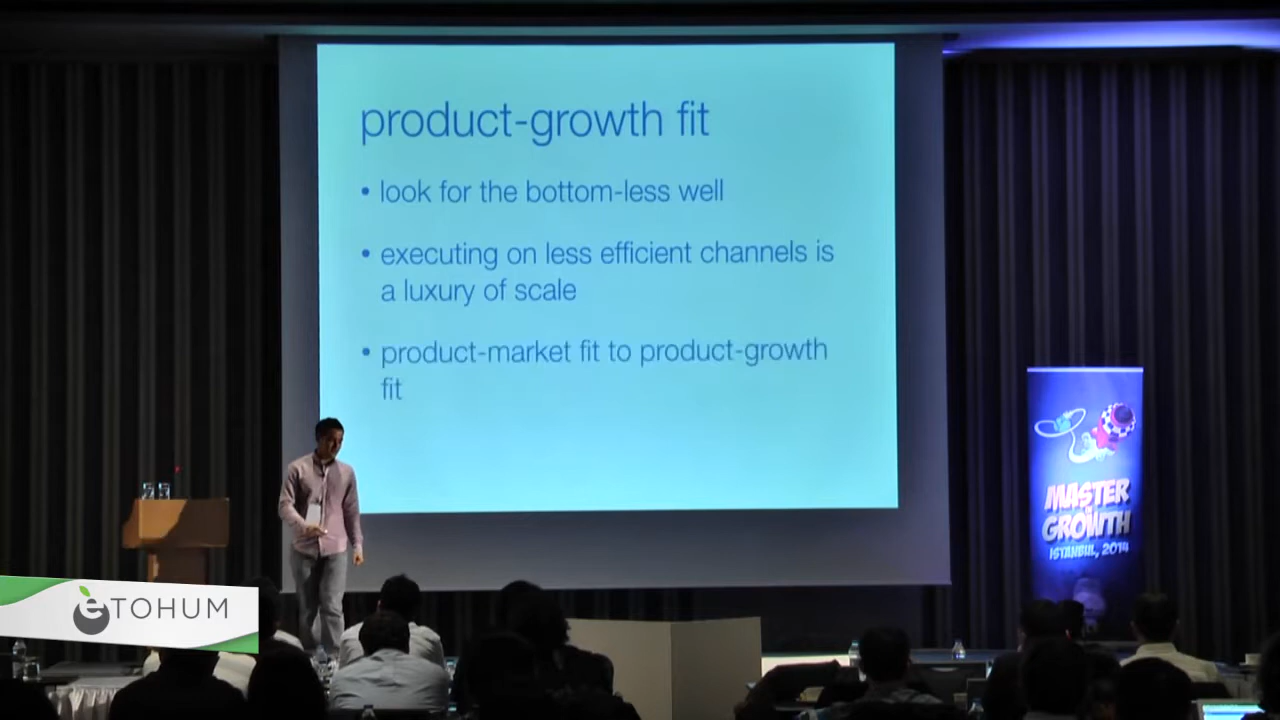 product-growth fit
• look for the bottom-less well
• executing on less efficient channels is
a luxury of scale
• product-market fit to product-growth
fit
MASTER
GROWTH
ISTANBUL, 2014
eTOHUM